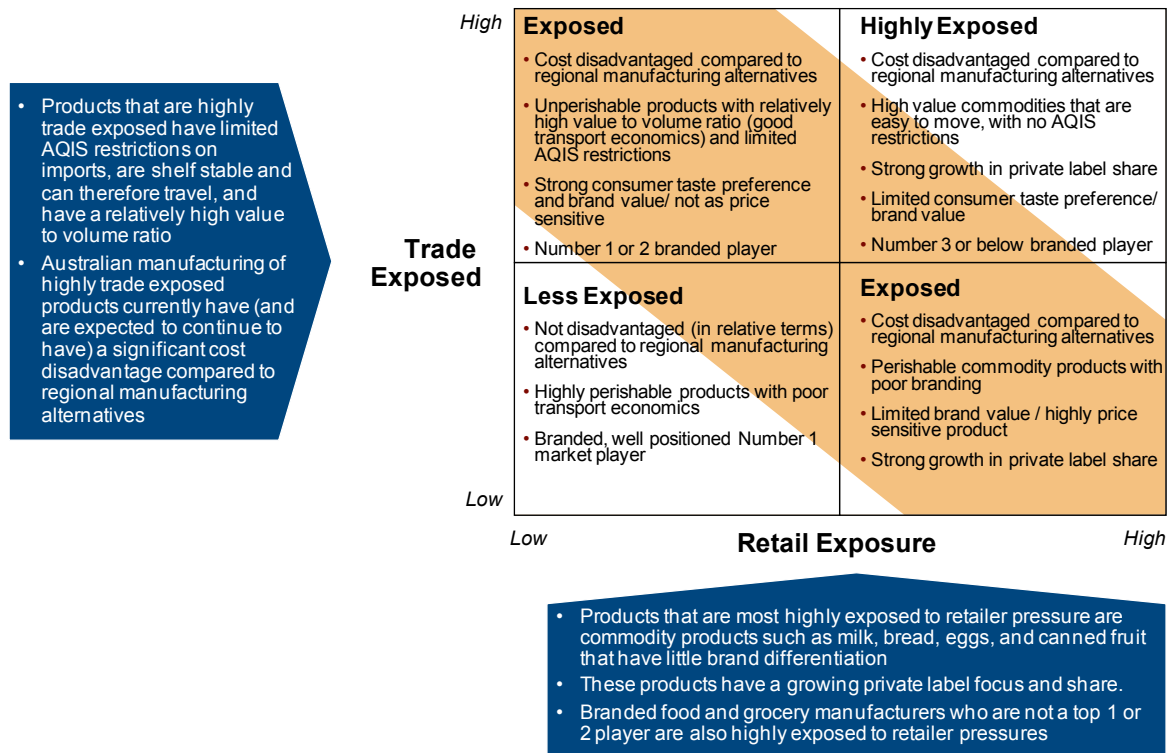 • Products that are highly
trade exposed have limited
AQIS restrictions on
imports, are shelf stable and
can therefore travel, and
have a relatively high value
to volume ratio
• Australian manufacturing of
highly trade exposed
products currently have (and
are expected to continue to
have) a significant cost
disadvantage compared to
regional manufacturing
alternatives
Trade
Exposed
High
Low
Exposed
• Cost disadvantaged compared to
regional manufacturing alternatives
• Unperishable products with relatively
high value to volume ratio (good
transport economics) and limited
AQIS restrictions
• Strong consumer taste preference
and brand value/ not as price
sensitive
• Number 1 or 2 branded player
Highly Exposed
• Cost disadvantaged compared to
regional manufacturing alternatives
• High value commodities that are
easy to move, with no AQIS
restrictions
• Strong growth in private label share
• Limited consumer taste preference/
brand value
• Number 3 or below branded player
Less Exposed
• Not disadvantaged (in relative terms)
compared to regional manufacturing
alternatives
• Highly perishable products with poor
transport economics
• Branded, well positioned Number 1
market player
Exposed
• Cost disadvantaged compared to
regional manufacturing alternatives
• Perishable commodity products with
poor branding
• Limited brand value / highly price
sensitive product
• Strong growth in private label share
Low
Retail Exposure
High
• Products that are most highly exposed to retailer pressure are
commodity products such as milk, bread, eggs, and canned fruit
that have little brand differentiation
• These products have a growing private label focus and share.
• Branded food and grocery manufacturers who are not a top 1 or
2 player are also highly exposed to retailer pressures